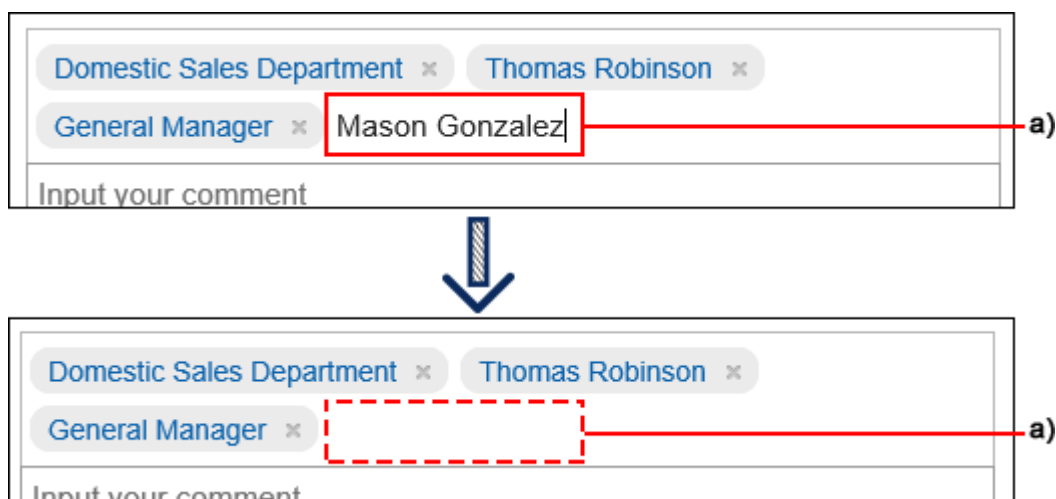 Domestic Sales Department × Thomas Robinson ×
General Manager × Mason Gonzalez
a)
Input your comment
Domestic Sales Department × Thomas Robinson ×
General Manager ×
a)
Input your comment